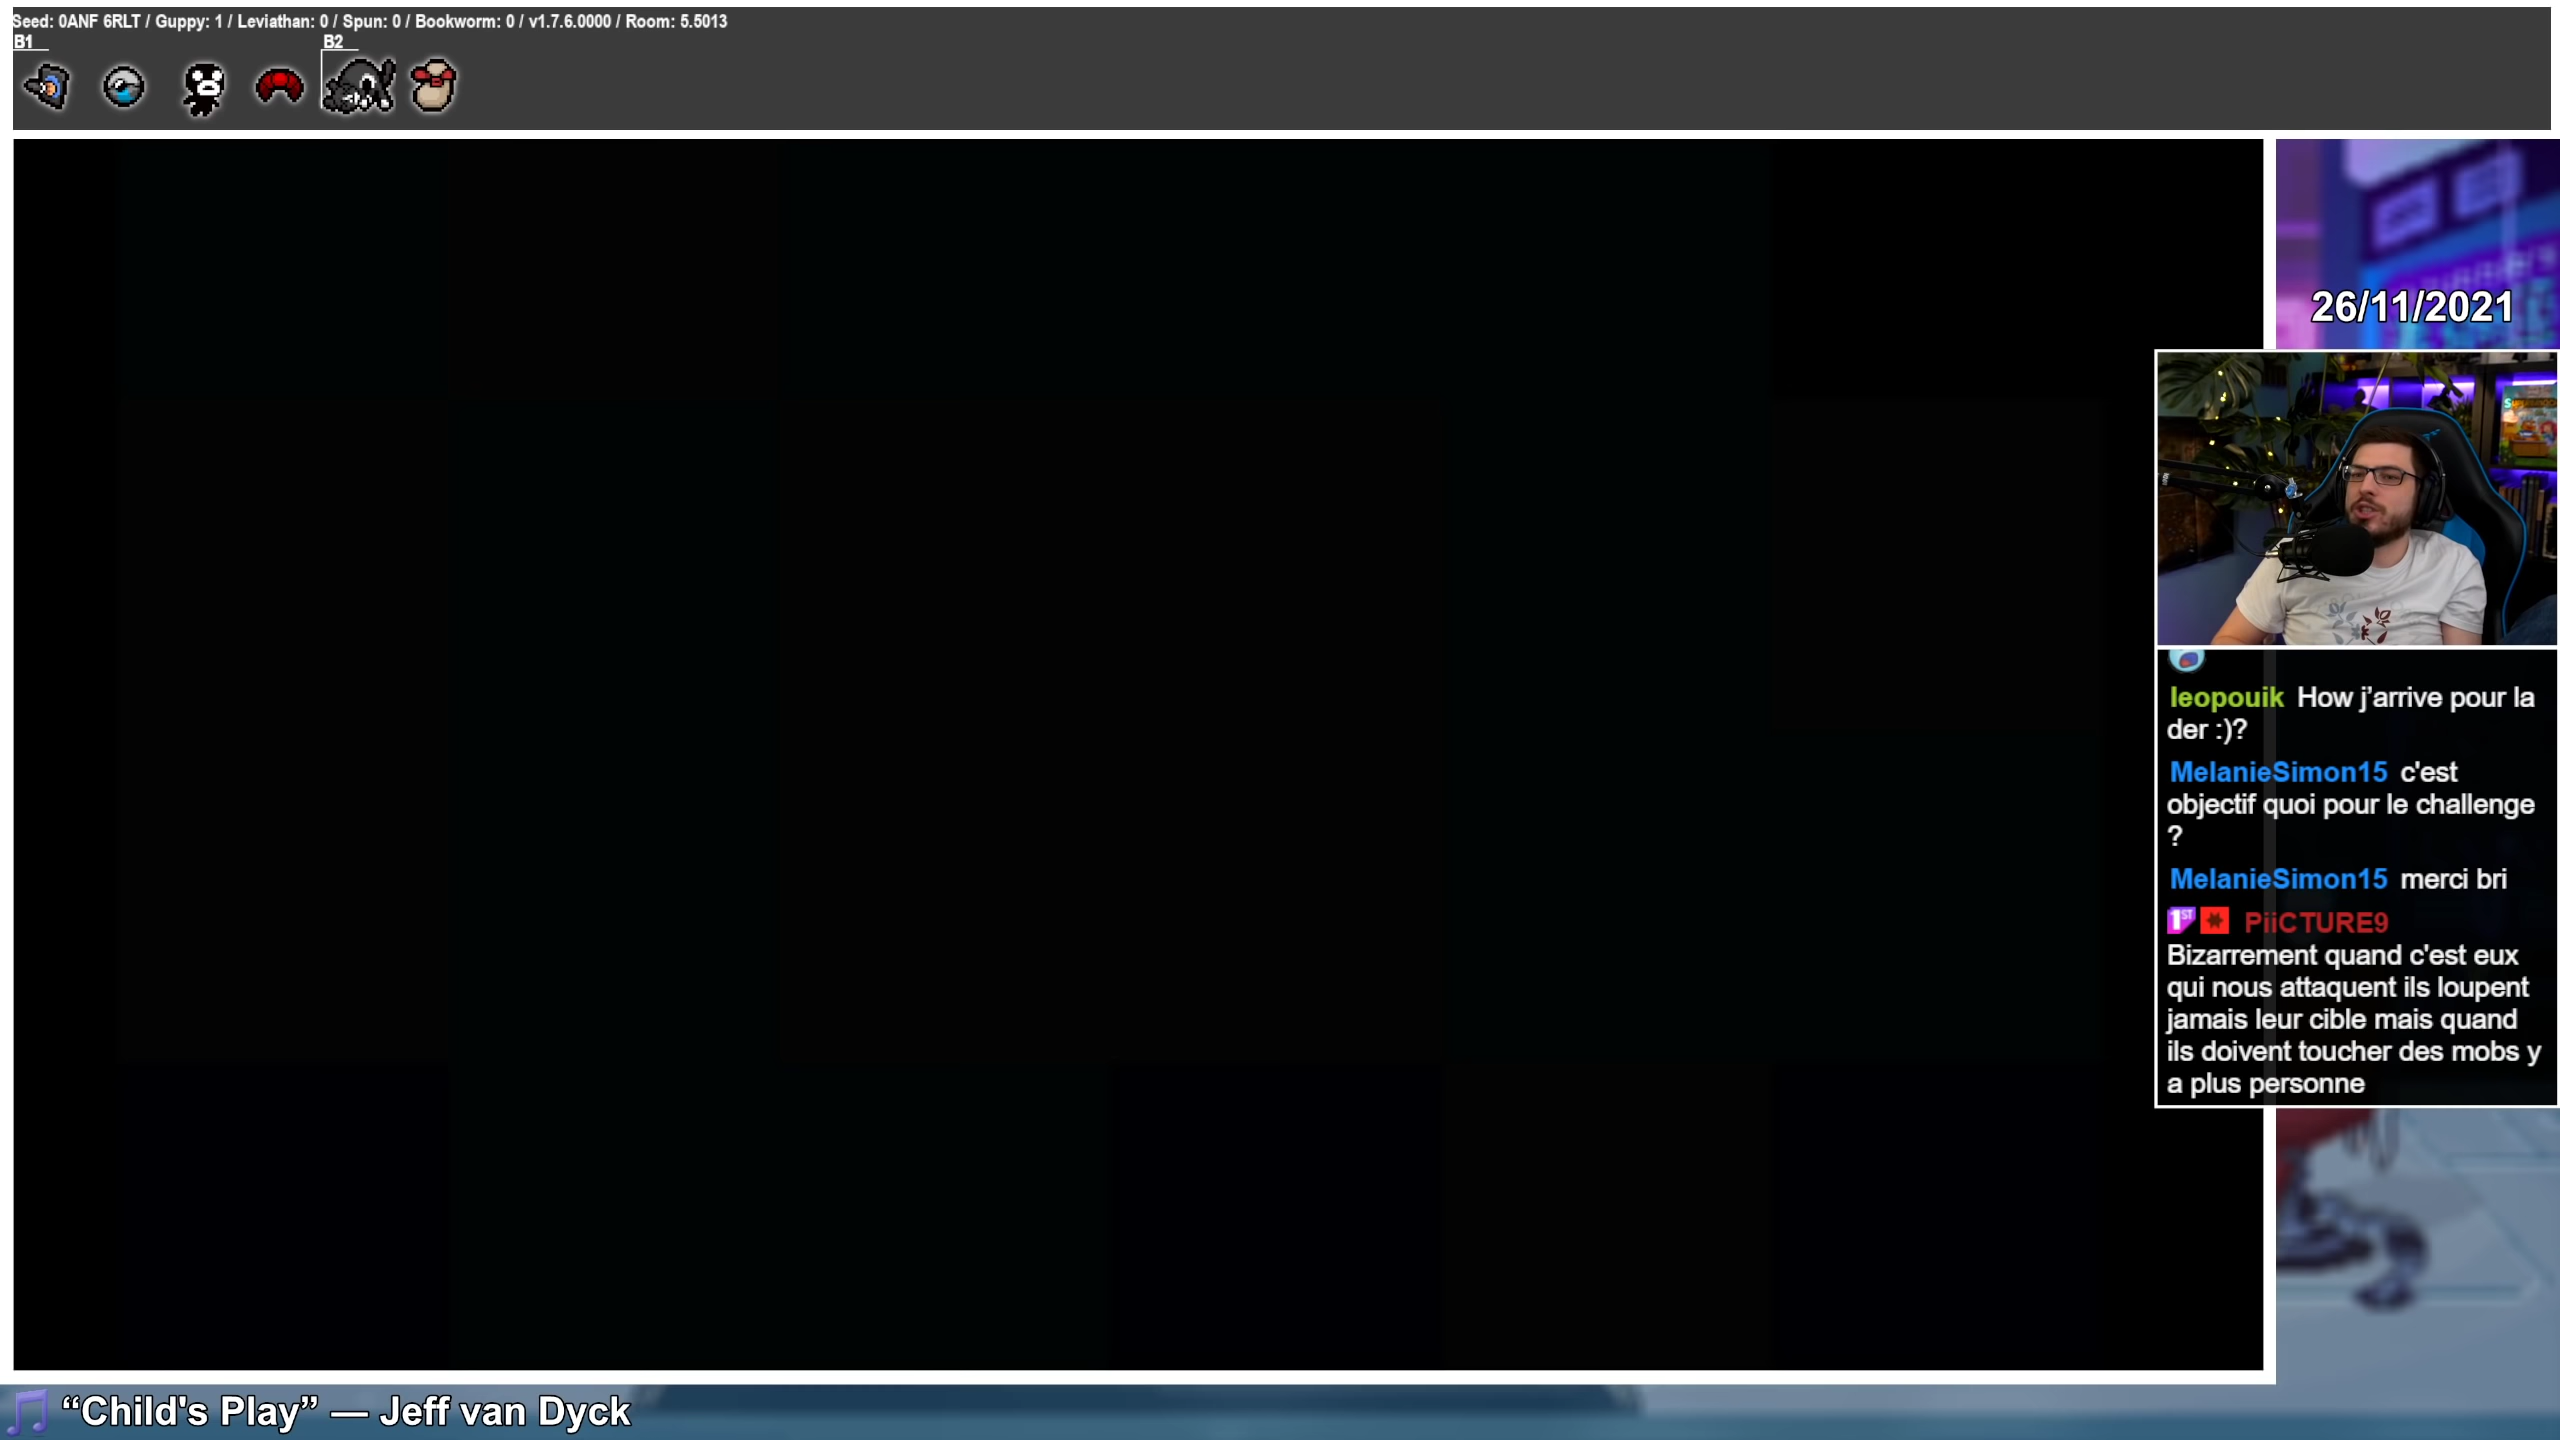 Seed: 0ANF 6RLT / Guppy: 1 / Leviathan: 0 / Spun: 0 / Bookworm: 0 / v1.7.6.0000 / Room: 5.5013
B1 B2
26/11/2021
leopouik How j'arrive pour la
der :)?
MelanieSimon15 c'est
objectif quoi pour le challenge
?
MelanieSimon15 merci bri
1ST PiiCTURE9
Bizarrement quand c'est eux
qui nous attaquent ils loupent
jamais leur cible mais quand
ils doivent toucher des mobs y
a plus personne
“Child's Play” — Jeff van Dyck